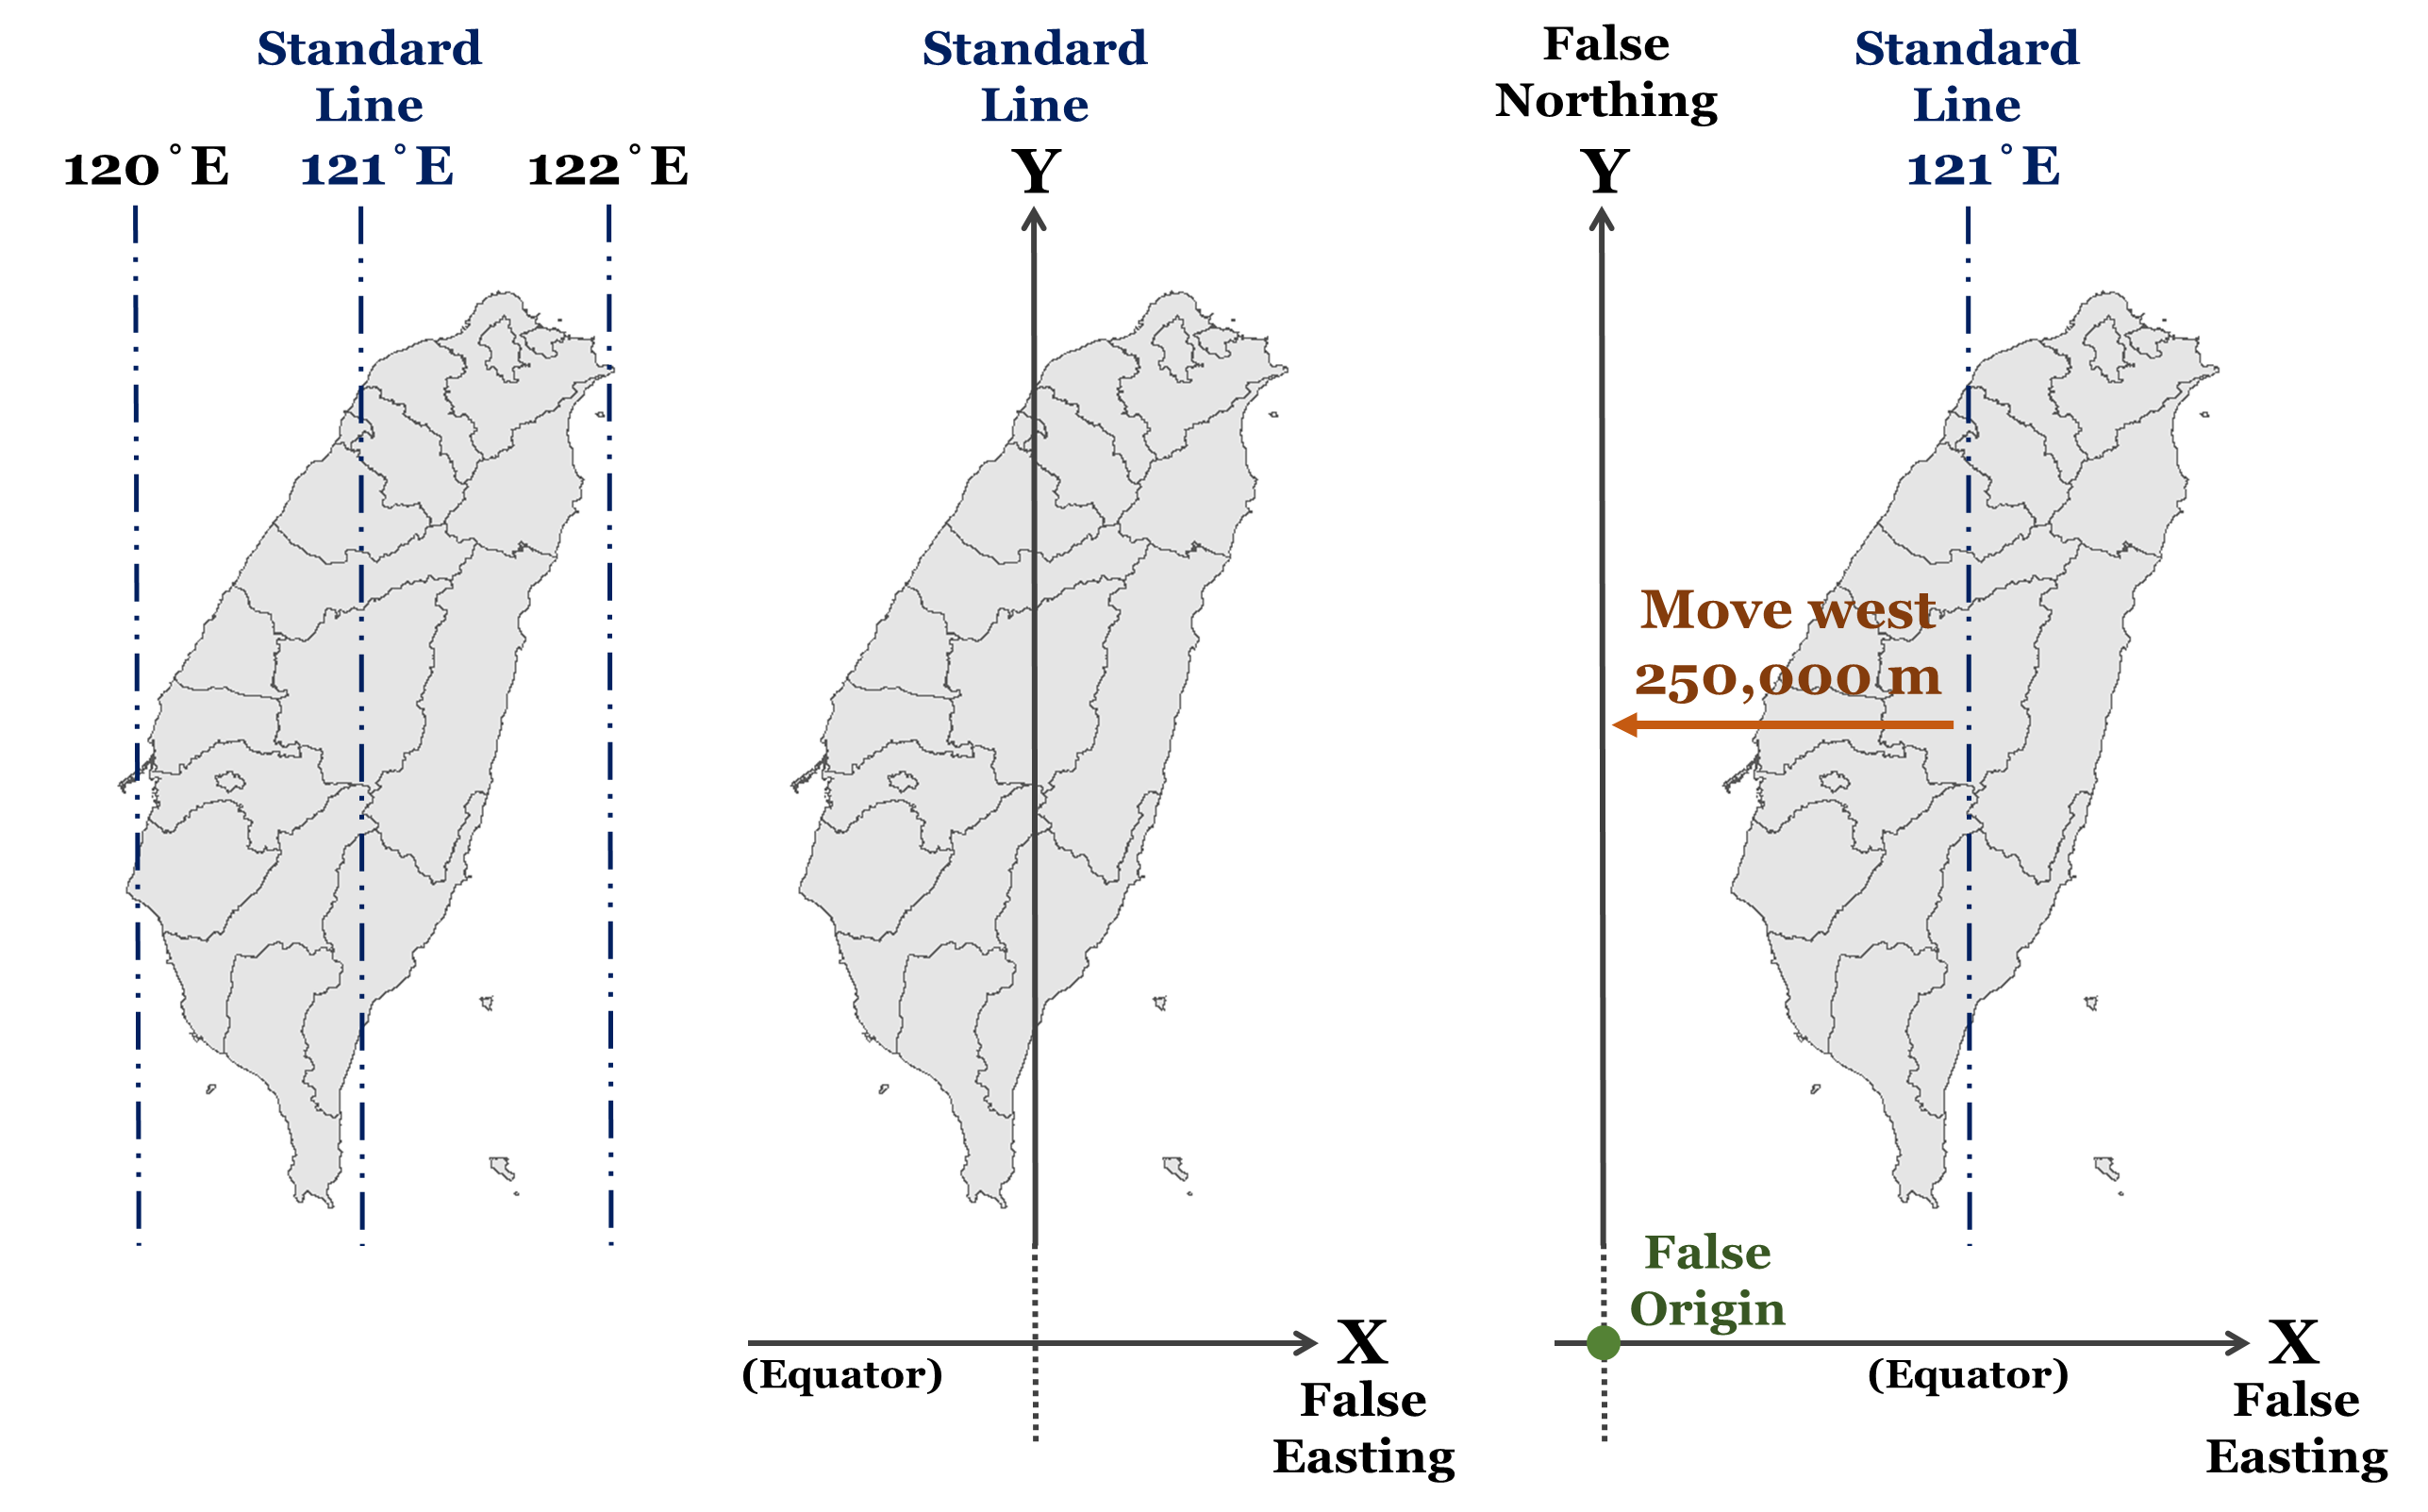 Standard
Line
120°E 121°E 122°E
Standard
Line
Y
(Equator)
X
False
Easting
False
Northing
Y
Standard
Line
121°E
Move west
250,000 m
False
Origin
(Equator)
X
False
Easting